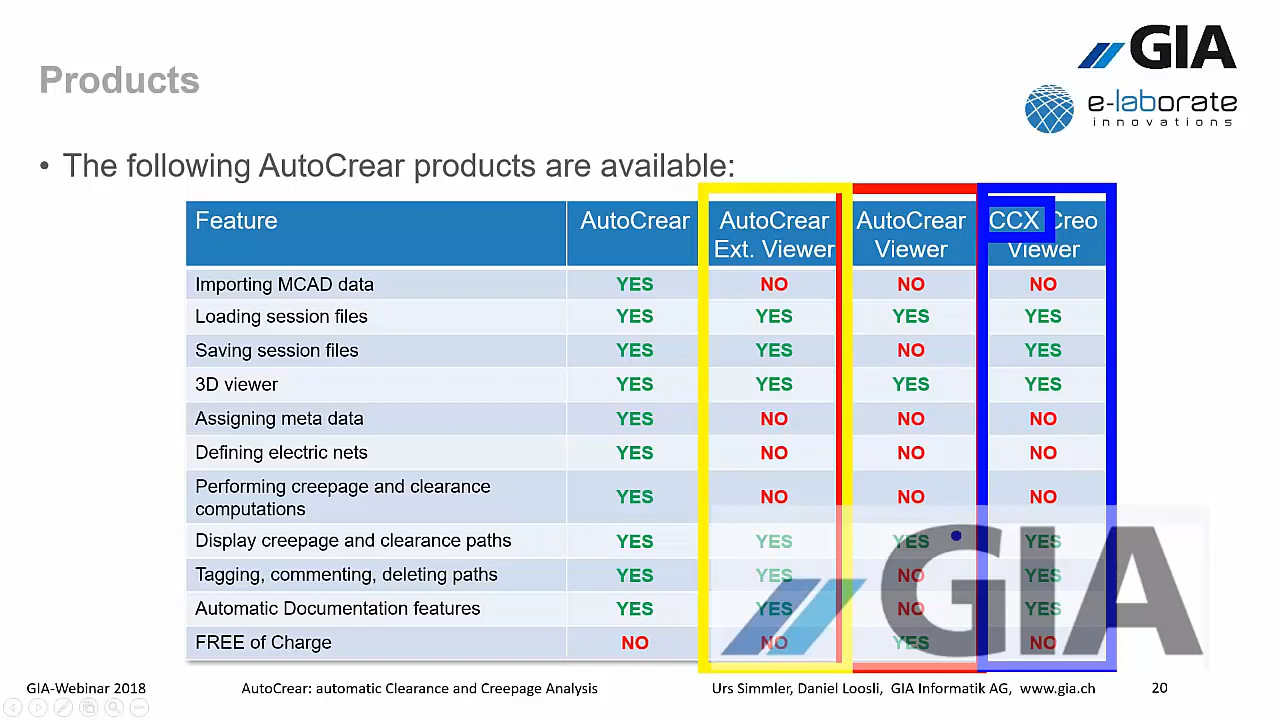 GIA
Products
e-laborate
innovations
• The following AutoCrear products are available:
Feature AutoCrear AutoCrear Ext. Viewer AutoCrear Viewer CCX Creo Viewer
Importing MCAD data YES NO NO NO
Loading session files YES YES YES YES
Saving session files YES YES NO YES
3D viewer YES YES YES YES
Assigning meta data YES NO NO NO
Defining electric nets YES NO NO NO
Performing creepage and clearance
computations YES NO NO NO
Display creepage and clearance paths YES YES YES YES
Tagging, commenting, deleting paths YES YES NO YES
Automatic Documentation features YES YES NO YES
FREE of Charge NO NO YES NO
GIA
GIA-Webinar 2018 AutoCrear: automatic Clearance and Creepage Analysis Urs Simmler, Daniel Loosli, GIA Informatik AG, www.gia.ch 20